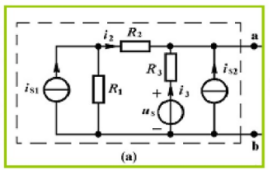 i₂ R₂ a
iS1 R₁ R₃ iS2
+ i₃
uS
− b
(a)